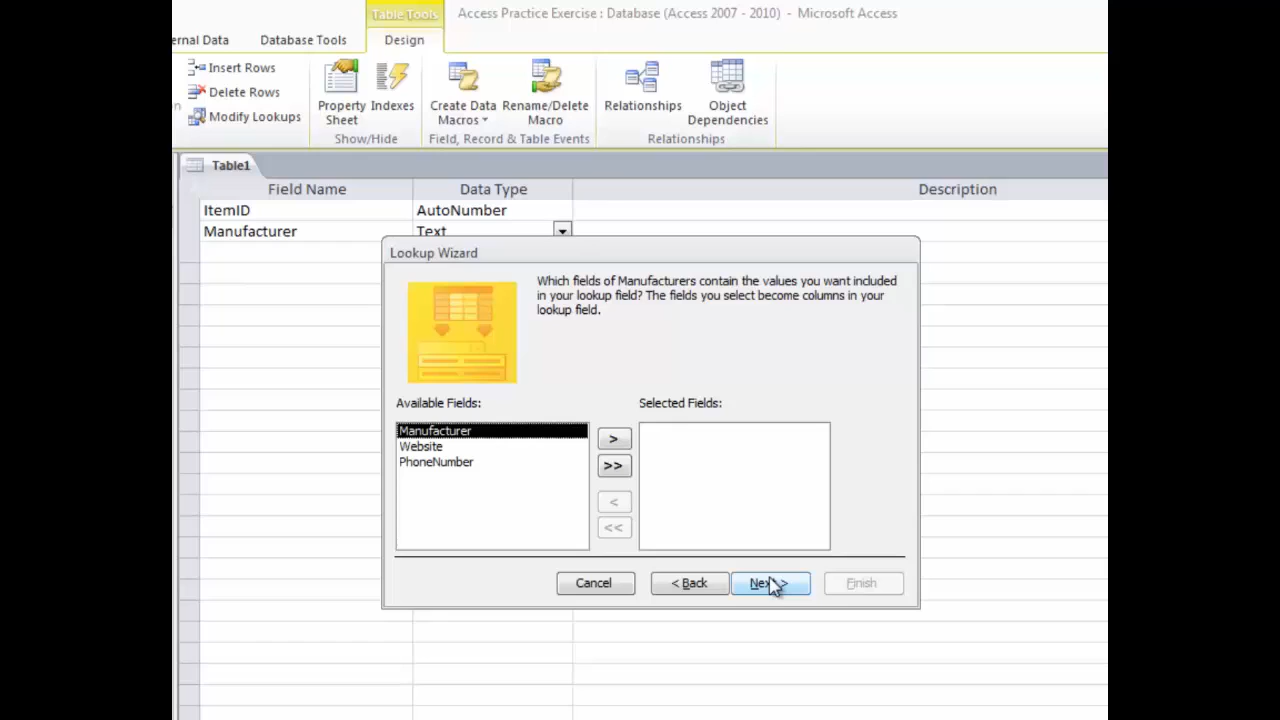 Table Tools
Access Practice Exercise : Database (Access 2007 - 2010) - Microsoft Access
ernal Data
Database Tools
Design
Insert Rows
Delete Rows
Modify Lookups
Property Sheet
Indexes
Show/Hide
Create Data Macros
Rename/Delete Macro
Field, Record & Table Events
Relationships
Object Dependencies
Relationships
Table1
Field Name
Data Type
Description
ItemID
AutoNumber
Manufacturer
Text
Lookup Wizard
Which fields of Manufacturers contain the values you want included
in your lookup field? The fields you select become columns in your
lookup field.
Available Fields:
Selected Fields:
Manufacturer
Website
PhoneNumber
>
>>
<
<<
Cancel
< Back
Next >
Finish